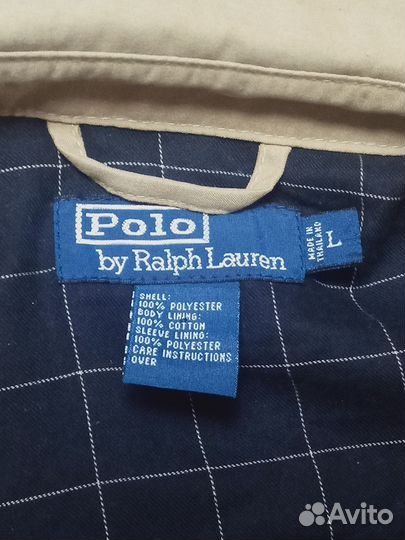 Polo
by Ralph Lauren
MADE IN
THAILAND
L
SHELL:
100% POLYESTER
BODY LINING:
100% COTTON
SLEEVE LINING:
100% POLYESTER
CARE INSTRUCTIONS
OVER
Avito